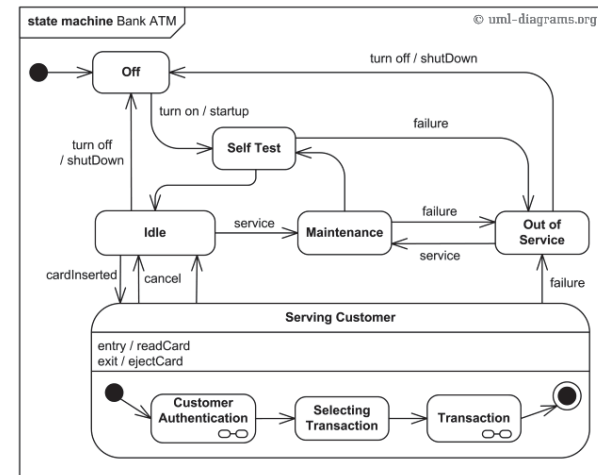 state machine Bank ATM
© uml-diagrams.org
turn off / shutDown
Off
turn on / startup
failure
turn off
/ shutDown
Self Test
Idle
service
Maintenance
failure
Out of
Service
service
cardInserted
cancel
failure
Serving Customer
entry / readCard
exit / ejectCard
Customer
Authentication
Selecting
Transaction
Transaction